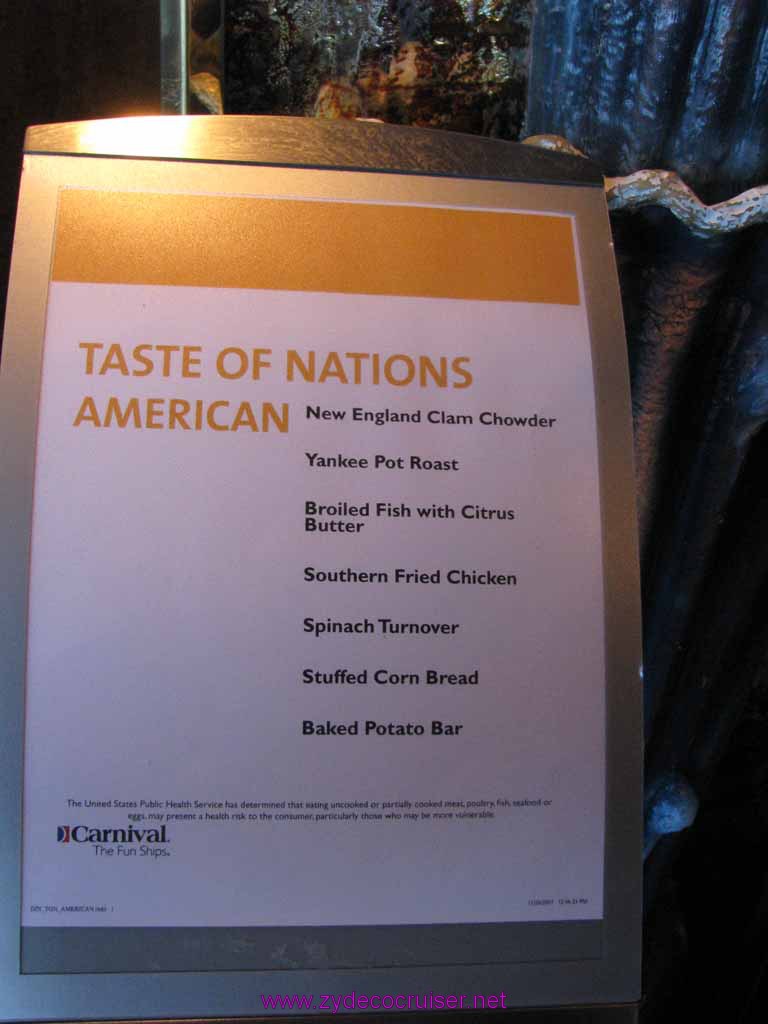 TASTE OF NATIONS
AMERICAN
New England Clam Chowder
Yankee Pot Roast
Broiled Fish with Citrus
Butter
Southern Fried Chicken
Spinach Turnover
Stuffed Corn Bread
Baked Potato Bar
The United States Public Health Service has determined that eating uncooked or partially cooked meat, poultry, fish, seafood or
eggs, may present a health risk to the consumer, particularly those who may be more vulnerable.
Carnival.
The Fun Ships.
www.zydecocruiser.net